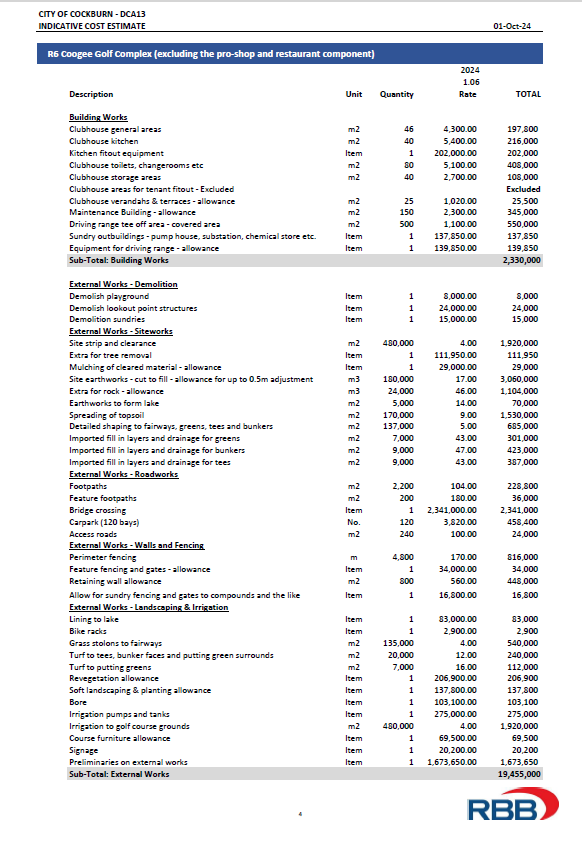 CITY OF COCKBURN - DCA13
INDICATIVE COST ESTIMATE 01-Oct-24
R6 Coogee Golf Complex (excluding the pro-shop and restaurant component)
2024
1.06
Description Unit Quantity Rate TOTAL
Building Works
Clubhouse general areas m2 46 4,300.00 197,800
Clubhouse kitchen m2 40 5,400.00 216,000
Kitchen fitout equipment Item 1 202,000.00 202,000
Clubhouse toilets, changerooms etc m2 80 5,100.00 408,000
Clubhouse storage areas m2 40 2,700.00 108,000
Clubhouse areas for tenant fitout - Excluded Excluded
Clubhouse verandahs & terraces - allowance m2 25 1,020.00 25,500
Maintenance Building - allowance m2 150 2,300.00 345,000
Driving range tee off area - covered area m2 500 1,100.00 550,000
Sundry outbuildings - pump house, substation, chemical store etc. Item 1 137,850.00 137,850
Equipment for driving range - allowance Item 1 139,850.00 139,850
Sub-Total: Building Works 2,330,000
External Works - Demolition
Demolish playground Item 1 8,000.00 8,000
Demolish lookout point structures Item 1 24,000.00 24,000
Demolition sundries Item 1 15,000.00 15,000
External Works - Siteworks
Site strip and clearance m2 480,000 4.00 1,920,000
Extra for tree removal Item 1 111,950.00 111,950
Mulching of cleared material - allowance Item 1 29,000.00 29,000
Site earthworks - cut to fill - allowance for up to 0.5m adjustment m3 180,000 17.00 3,060,000
Extra for rock - allowance m3 24,000 46.00 1,104,000
Earthworks to form lake m2 5,000 14.00 70,000
Spreading of topsoil m2 170,000 9.00 1,530,000
Detailed shaping to fairways, greens, tees and bunkers m2 137,000 5.00 685,000
Imported fill in layers and drainage for greens m2 7,000 43.00 301,000
Imported fill in layers and drainage for bunkers m2 9,000 47.00 423,000
Imported fill in layers and drainage for tees m2 9,000 43.00 387,000
External Works - Roadworks
Footpaths m2 2,200 104.00 228,800
Feature footpaths m2 200 180.00 36,000
Bridge crossing Item 1 2,341,000.00 2,341,000
Carpark (120 bays) No. 120 3,820.00 458,400
Access roads m2 240 100.00 24,000
External Works - Walls and Fencing
Perimeter fencing m 4,800 170.00 816,000
Feature fencing and gates - allowance Item 1 34,000.00 34,000
Retaining wall allowance m2 800 560.00 448,000
Allow for sundry fencing and gates to compounds and the like Item 1 16,800.00 16,800
External Works - Landscaping & Irrigation
Lining to lake Item 1 83,000.00 83,000
Bike racks Item 1 2,900.00 2,900
Grass stolons to fairways m2 135,000 4.00 540,000
Turf to tees, bunker faces and putting green surrounds m2 20,000 12.00 240,000
Turf to putting greens m2 7,000 16.00 112,000
Revegetation allowance Item 1 206,900.00 206,900
Soft landscaping & planting allowance Item 1 137,800.00 137,800
Bore Item 1 103,100.00 103,100
Irrigation pumps and tanks Item 1 275,000.00 275,000
Irrigation to golf course grounds m2 480,000 4.00 1,920,000
Course furniture allowance Item 1 69,500.00 69,500
Signage Item 1 20,200.00 20,200
Preliminaries on external works Item 1 1,673,650.00 1,673,650
Sub-Total: External Works 19,455,000
RBB
4